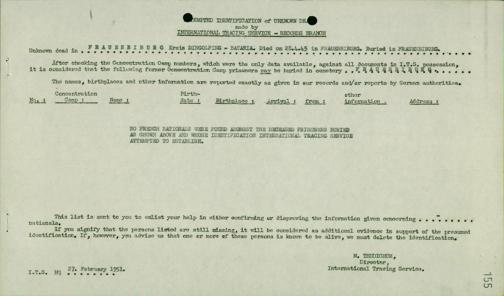 ATTEMPTED IDENTIFICATION of UNKNOWN DEAD
made by
INTERNATIONAL TRACING SERVICE - RECORDS BRANCH
Unknown dead in . FRAUENBIBURG Kreis DINGOLFING - BAVARIA. Died on 28.4.45 in FRAUENBIBURG. Buried in FRAUENBIBURG.
After checking the Concentration Camp numbers, which were the only data available, against all documents in I.T.S. possession,
it is considered that the following former Concentration Camp prisoners may be buried in cemetery . . FRAUENBIBURG. . .
The names, birthplaces and other information are reported exactly as given in our records and/or reports by German authorities.
No. : Concentration Camp : Name : Birth-Date : Birthplace : Arrival : from : other information . Address :
NO FRENCH NATIONALS WERE FOUND AMONGST THE DECEASED PRISONERS BURIED
AS SHOWN ABOVE AND WHOSE IDENTIFICATION INTERNATIONAL TRACING SERVICE
ATTEMPTED TO ESTABLISH.
This list is sent to you to enlist your help in either confirming or disproving the information given concerning . . . . . . . .
nationals.
If you signify that the persons listed are still missing, it will be considered as additional evidence in support of the presumed
identification. If, however, you advise us that one or more of these persons is known to be alive, we must delete the identification.
Director,
International Tracing Service.
I.T.S. 27. February 1951.
155